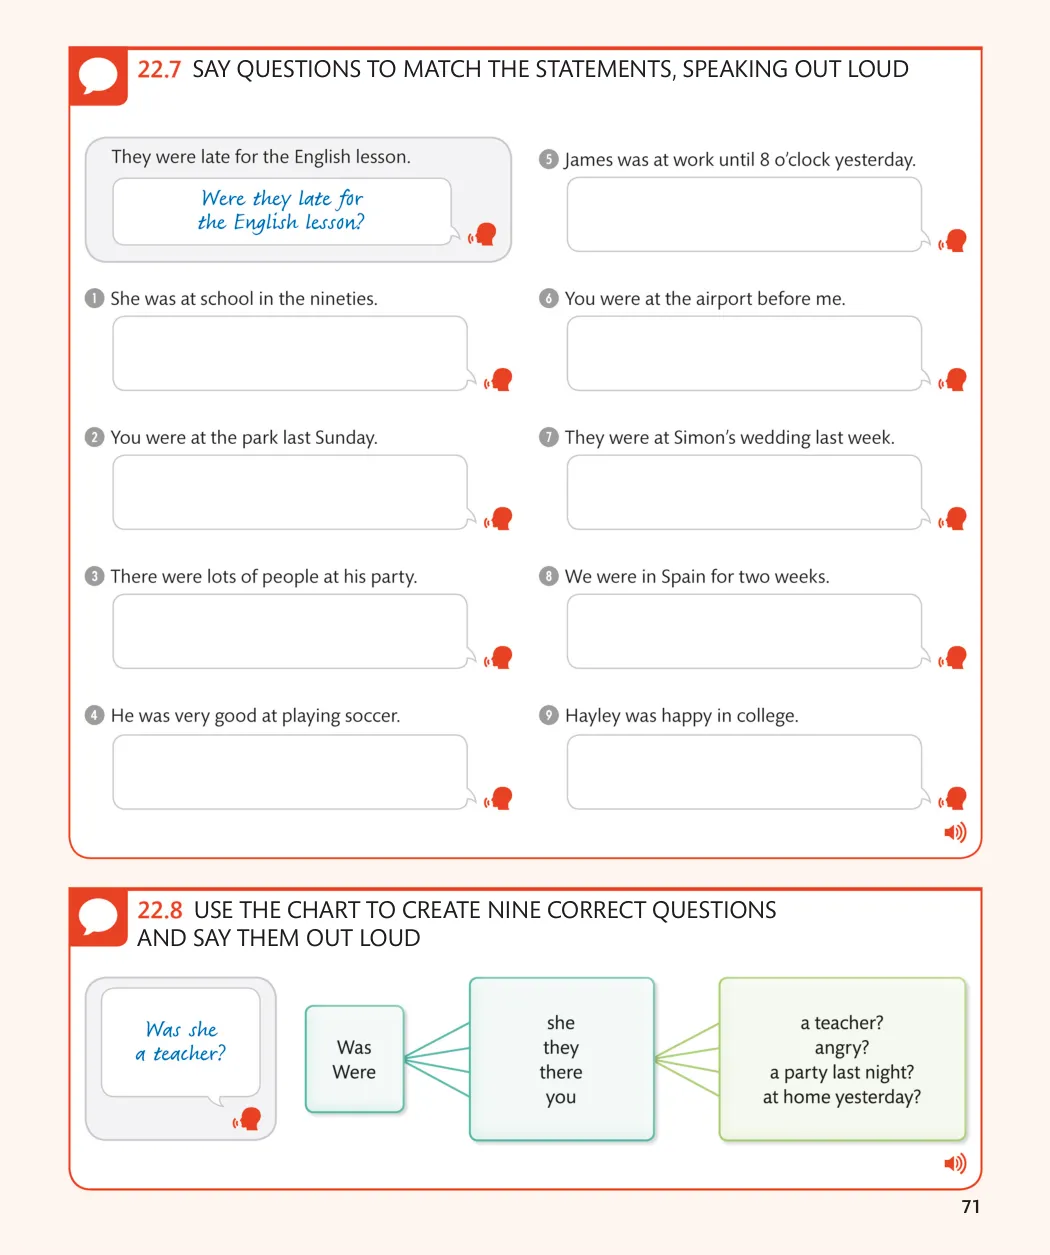 22.7 SAY QUESTIONS TO MATCH THE STATEMENTS, SPEAKING OUT LOUD
They were late for the English lesson.
Were they late for
the English lesson?
1 She was at school in the nineties.
2 You were at the park last Sunday.
3 There were lots of people at his party.
4 He was very good at playing soccer.
5 James was at work until 8 o’clock yesterday.
6 You were at the airport before me.
7 They were at Simon’s wedding last week.
8 We were in Spain for two weeks.
9 Hayley was happy in college.
22.8 USE THE CHART TO CREATE NINE CORRECT QUESTIONS
AND SAY THEM OUT LOUD
Was she
a teacher?
Was
Were
she
they
there
you
a teacher?
angry?
a party last night?
at home yesterday?
71